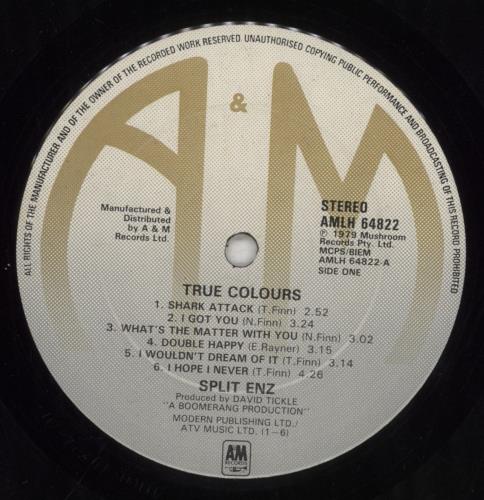 ALL RIGHTS OF THE MANUFACTURER AND OF THE OWNER OF THE RECORDED WORK RESERVED. UNAUTHORISED COPYING PUBLIC PERFORMANCE AND BROADCASTING OF THIS RECORD PROHIBITED
A & M
Manufactured &
Distributed
by A & M
Records Ltd.
STEREO
AMLH 64822
℗ 1979 Mushroom
Records Pty. Ltd.
MCPS/BIEM
AMLH 64822-A
SIDE ONE
TRUE COLOURS
1. SHARK ATTACK (T.Finn) 2.52
2. I GOT YOU (N.Finn) 3.24
3. WHAT'S THE MATTER WITH YOU (N.Finn) 3.02
4. DOUBLE HAPPY (E.Rayner) 3.15
5. I WOULDN'T DREAM OF IT (T.Finn) 3.14
6. I HOPE I NEVER (T.Finn) 4.26
SPLIT ENZ
Produced by DAVID TICKLE
"A BOOMERANG PRODUCTION"
MODERN PUBLISHING LTD./
ATV MUSIC LTD. (1-6)
AM
RECORDS